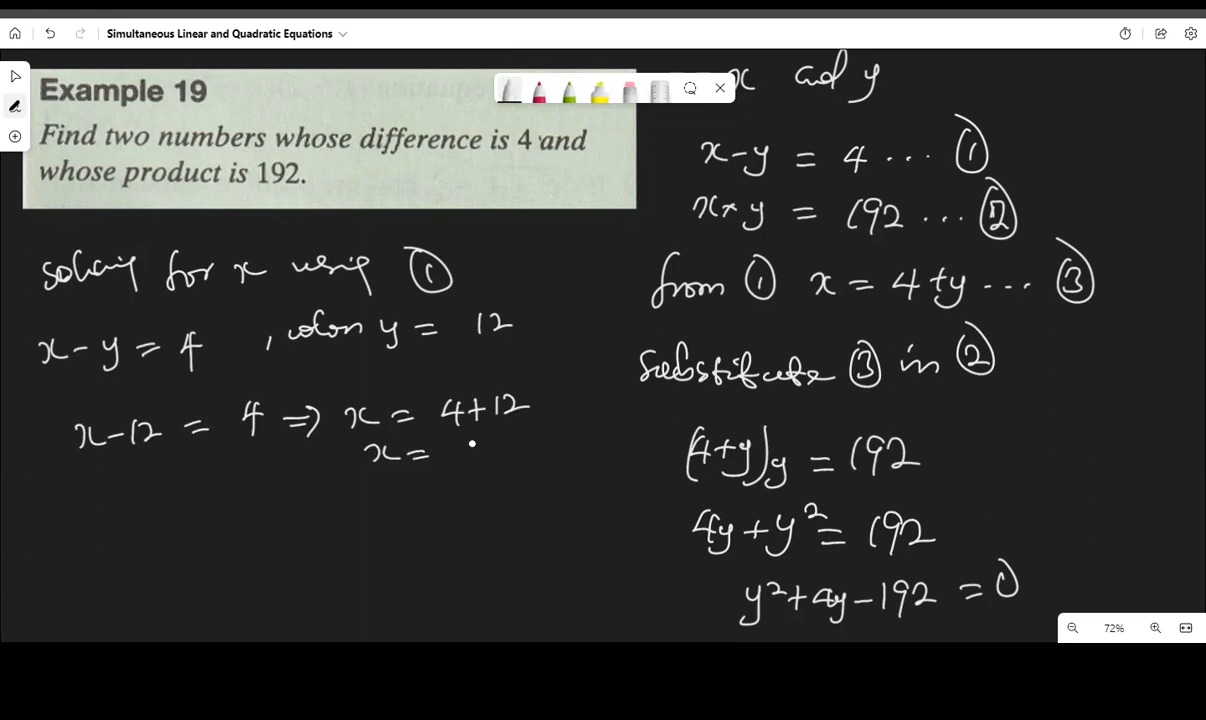 Simultaneous Linear and Quadratic Equations
Example 19
Find two numbers whose difference is 4 and
whose product is 192.
x and y
x-y = 4 ... ①
x*y = 192 ... ②
from ① x = 4+y ... ③
substitute ③ in ②
(4+y)y = 192
4y+y² = 192
y²+4y-192 = 0
solving for x using ①
x-y = 4 , when y = 12
x-12 = 4 ⇒ x = 4+12
x =
72%